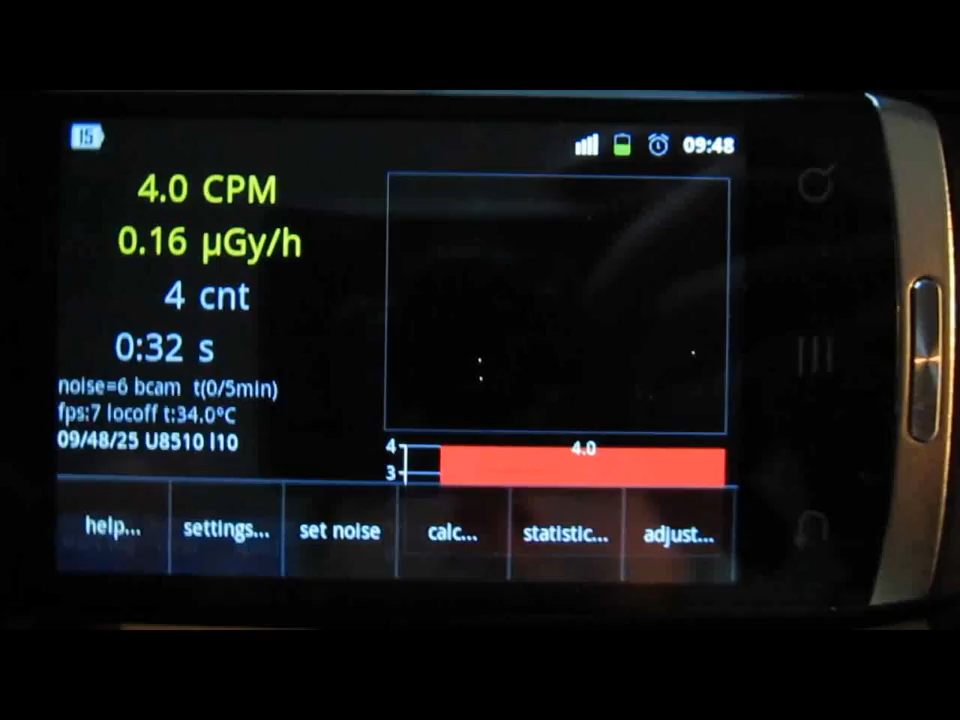 15
09:48
4.0 CPM
0.16 µGy/h
4 cnt
0:32 s
noise=6 bcam t(0/5min)
fps:7 locoff t:34.0ºC
09/48/25 U8510 l10
4
4.0
3
help...
settings...
set noise
calc...
statistic...
adjust...